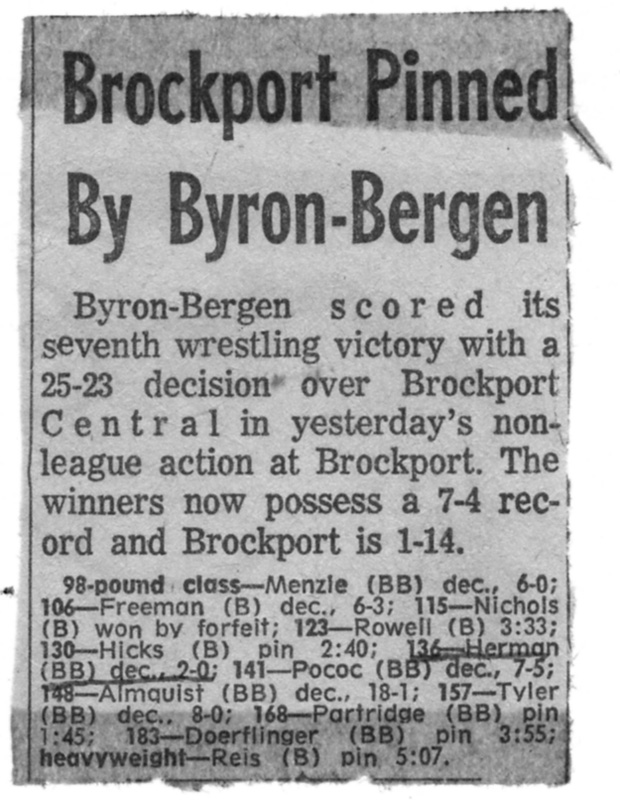 Brockport Pinned
By Byron-Bergen
Byron-Bergen scored its
seventh wrestling victory with a
25-23 decision over Brockport
Central in yesterday's non-
league action at Brockport. The
winners now possess a 7-4 rec-
ord and Brockport is 1-14.
98-pound class—Menzie (BB) dec., 6-0;
106—Freeman (B) dec., 6-3; 115—Nichols
(B) won by forfeit; 123—Rowell (B) 3:33;
130—Hicks (B) pin 2:40; 136—Herman
(BB) dec., 2-0; 141—Pococ (BB) dec., 7-5;
148—Almquist (BB) dec., 18-1; 157—Tyler
(BB) dec., 8-0; 168—Partridge (BB) pin
1:45; 183—Doerflinger (BB) pin 3:55;
heavyweight—Reis (B) pin 5:07.